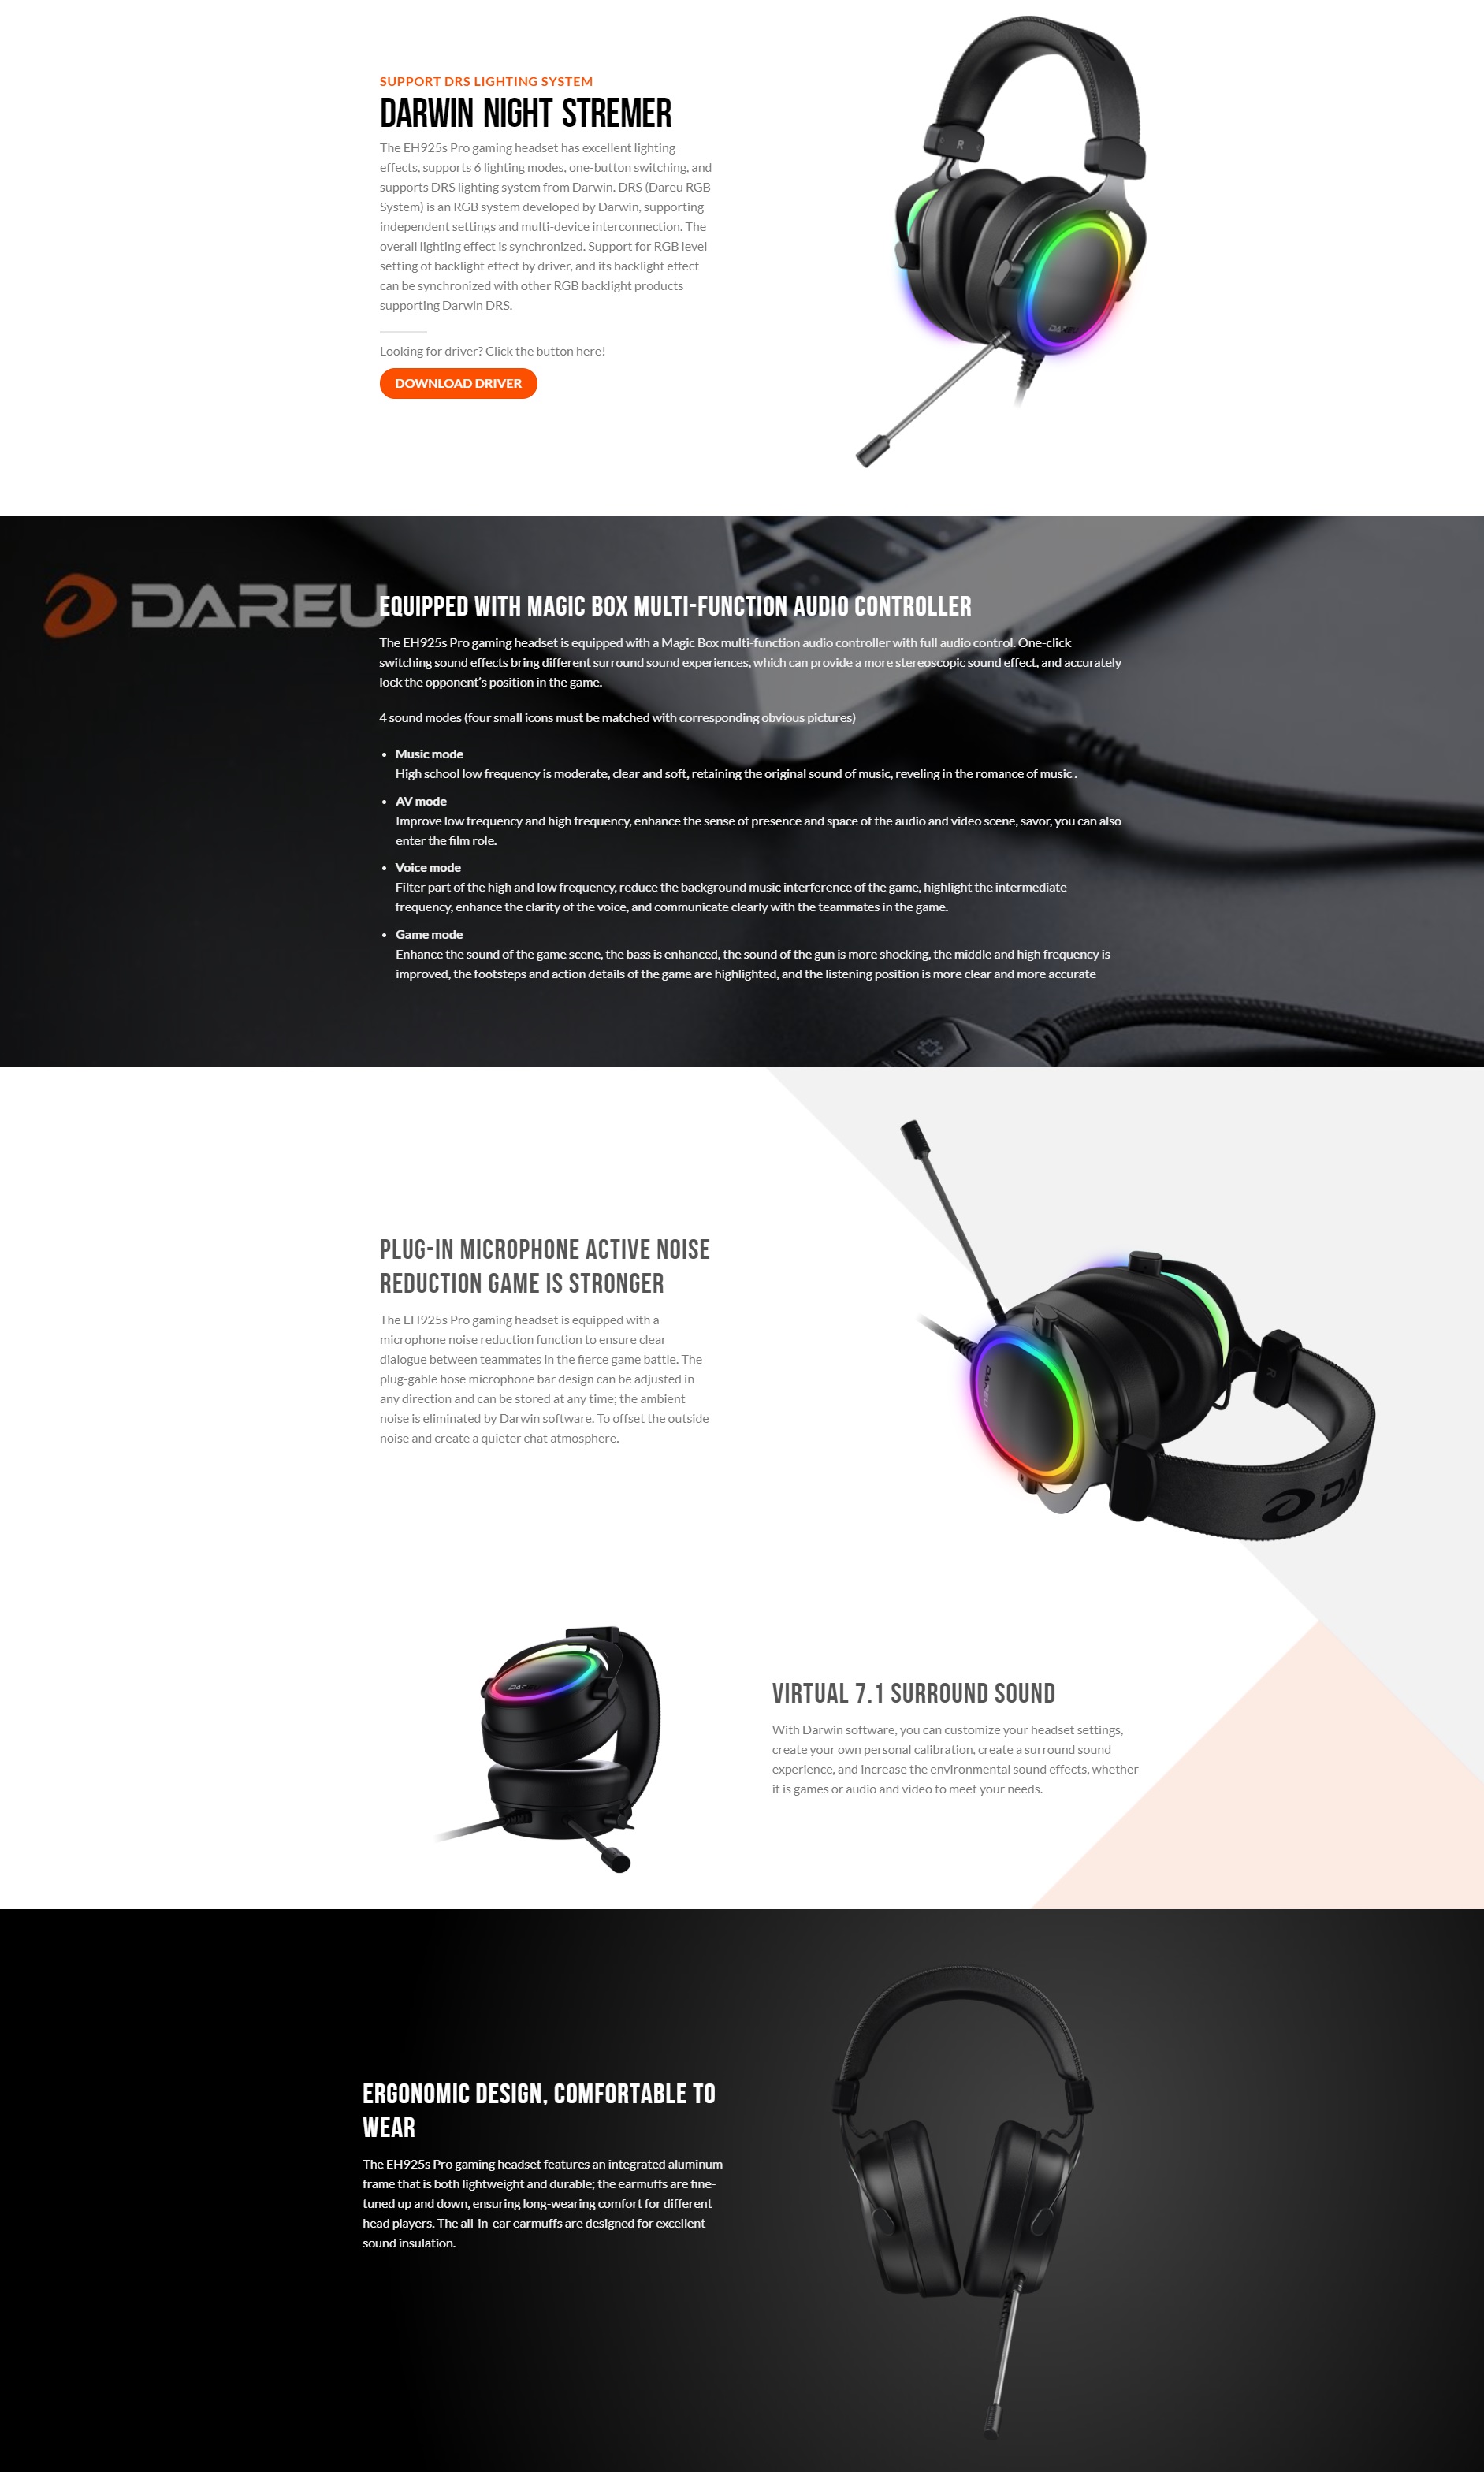 SUPPORT DRS LIGHTING SYSTEM
DARWIN NIGHT STREMER
The EH925s Pro gaming headset has excellent lighting
effects, supports 6 lighting modes, one-button switching, and
supports DRS lighting system from Darwin. DRS (Dareu RGB
System) is an RGB system developed by Darwin, supporting
independent settings and multi-device interconnection. The
overall lighting effect is synchronized. Support for RGB level
setting of backlight effect by driver, and its backlight effect
can be synchronized with other RGB backlight products
supporting Darwin DRS.
Looking for driver? Click the button here!
DOWNLOAD DRIVER
R
DAREU
DAREU
EQUIPPED WITH MAGIC BOX MULTI-FUNCTION AUDIO CONTROLLER
The EH925s Pro gaming headset is equipped with a Magic Box multi-function audio controller with full audio control. One-click
switching sound effects bring different surround sound experiences, which can provide a more stereoscopic sound effect, and accurately
lock the opponent's position in the game.
4 sound modes (four small icons must be matched with corresponding obvious pictures)
• Music mode
High school low frequency is moderate, clear and soft, retaining the original sound of music, reveling in the romance of music .
• AV mode
Improve low frequency and high frequency, enhance the sense of presence and space of the audio and video scene, savor, you can also
enter the film role.
• Voice mode
Filter part of the high and low frequency, reduce the background music interference of the game, highlight the intermediate
frequency, enhance the clarity of the voice, and communicate clearly with the teammates in the game.
• Game mode
Enhance the sound of the game scene, the bass is enhanced, the sound of the gun is more shocking, the middle and high frequency is
improved, the footsteps and action details of the game are highlighted, and the listening position is more clear and more accurate
PLUG-IN MICROPHONE ACTIVE NOISE
REDUCTION GAME IS STRONGER
The EH925s Pro gaming headset is equipped with a
microphone noise reduction function to ensure clear
dialogue between teammates in the fierce game battle. The
plug-gable hose microphone bar design can be adjusted in
any direction and can be stored at any time; the ambient
noise is eliminated by Darwin software. To offset the outside
noise and create a quieter chat atmosphere.
DAREU
R
DA
DAREU
VIRTUAL 7.1 SURROUND SOUND
With Darwin software, you can customize your headset settings,
create your own personal calibration, create a surround sound
experience, and increase the environmental sound effects, whether
it is games or audio and video to meet your needs.
ERGONOMIC DESIGN, COMFORTABLE TO
WEAR
The EH925s Pro gaming headset features an integrated aluminum
frame that is both lightweight and durable; the earmuffs are fine-
tuned up and down, ensuring long-wearing comfort for different
head players. The all-in-ear earmuffs are designed for excellent
sound insulation.